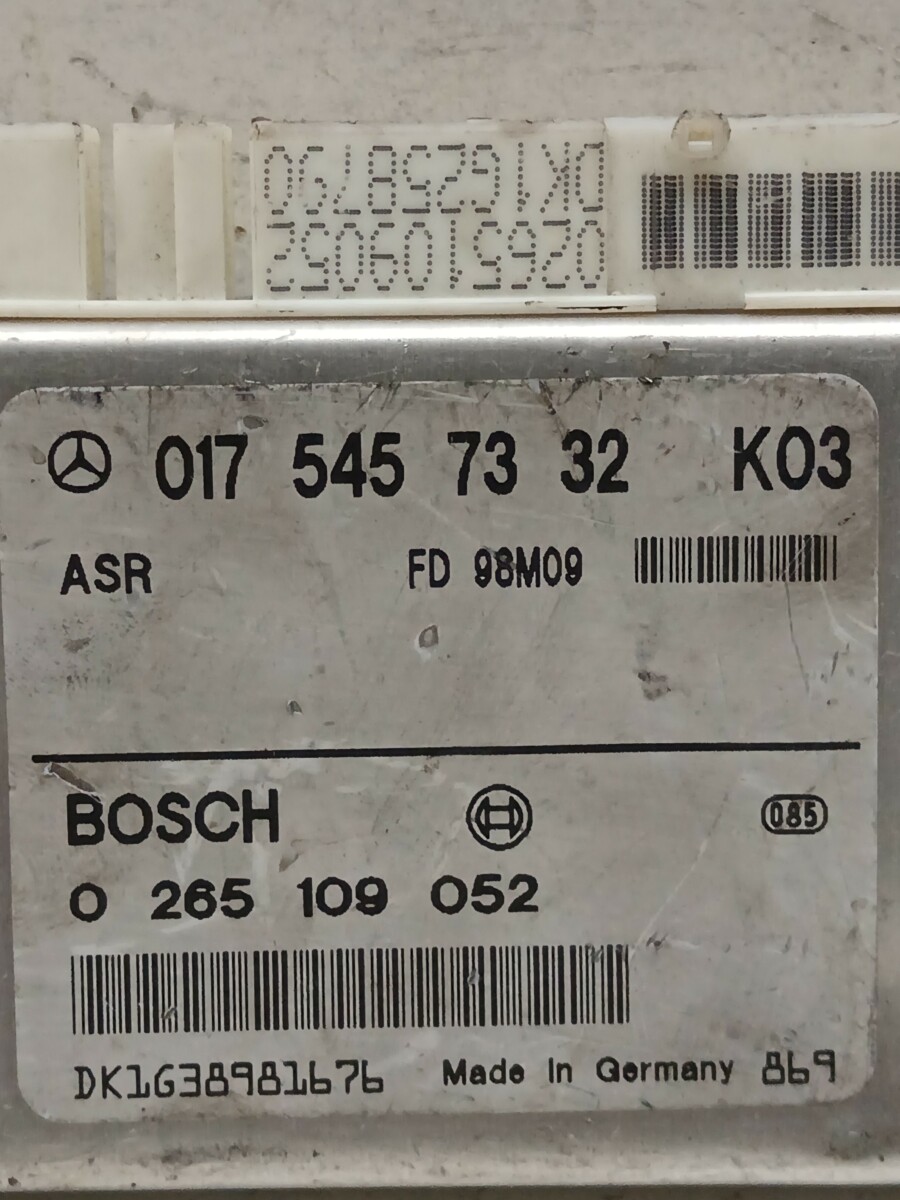 0265109052
017 545 73 32 K03
ASR FD 98M09
BOSCH
085
0 265 109 052
DK1G38981676 Made in Germany 869